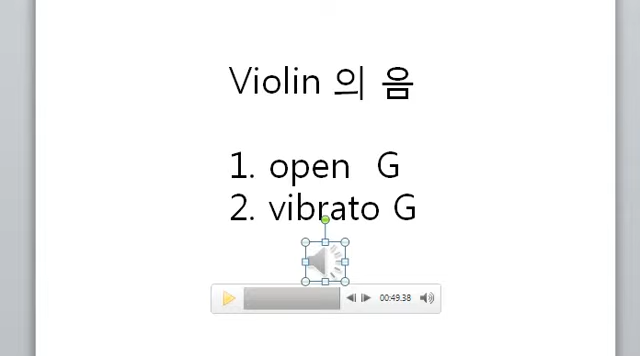 Violin 의 음
1. open G
2. vibrato G
00:49.38